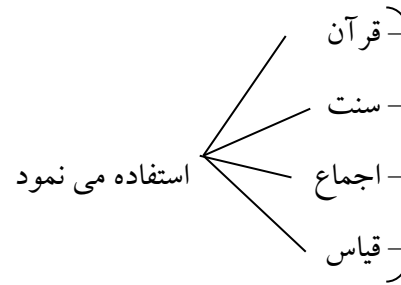 - قرآن
- سنت
- اجماع
- قیاس
استفاده می نمود